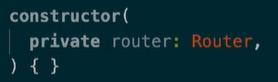 constructor(
private router: Router,
) { }